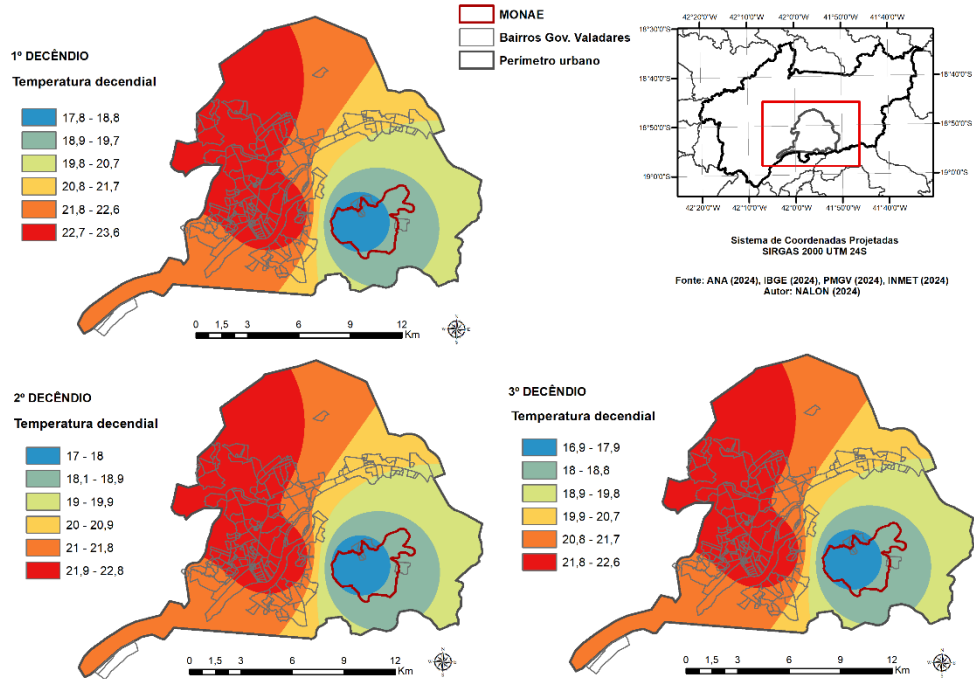 MONAE
Bairros Gov. Valadares
Perímetro urbano
1º DECÊNDIO
Temperatura decendial
17,8 - 18,8
18,9 - 19,7
19,8 - 20,7
20,8 - 21,7
21,8 - 22,6
22,7 - 23,6
0 1,5 3 6 9 12
Km
42°20'0"W 42°10'0"W 42°0'0"W 41°50'0"W 41°40'0"W
18°30'0"S
18°40'0"S 18°40'0"S
18°50'0"S 18°50'0"S
19°0'0"S 19°0'0"S
42°20'0"W 42°10'0"W 42°0'0"W 41°50'0"W 41°40'0"W
Sistema de Coordenadas Projetadas
SIRGAS 2000 UTM 24S
Fonte: ANA (2024), IBGE (2024), PMGV (2024), INMET (2024)
Autor: NALON (2024)
2º DECÊNDIO
Temperatura decendial
17 - 18
18,1 - 18,9
19 - 19,9
20 - 20,9
21 - 21,8
21,9 - 22,8
0 1,5 3 6 9 12
Km
3º DECÊNDIO
Temperatura decendial
16,9 - 17,9
18 - 18,8
18,9 - 19,8
19,9 - 20,7
20,8 - 21,7
21,8 - 22,6
0 1,5 3 6 9 12
Km